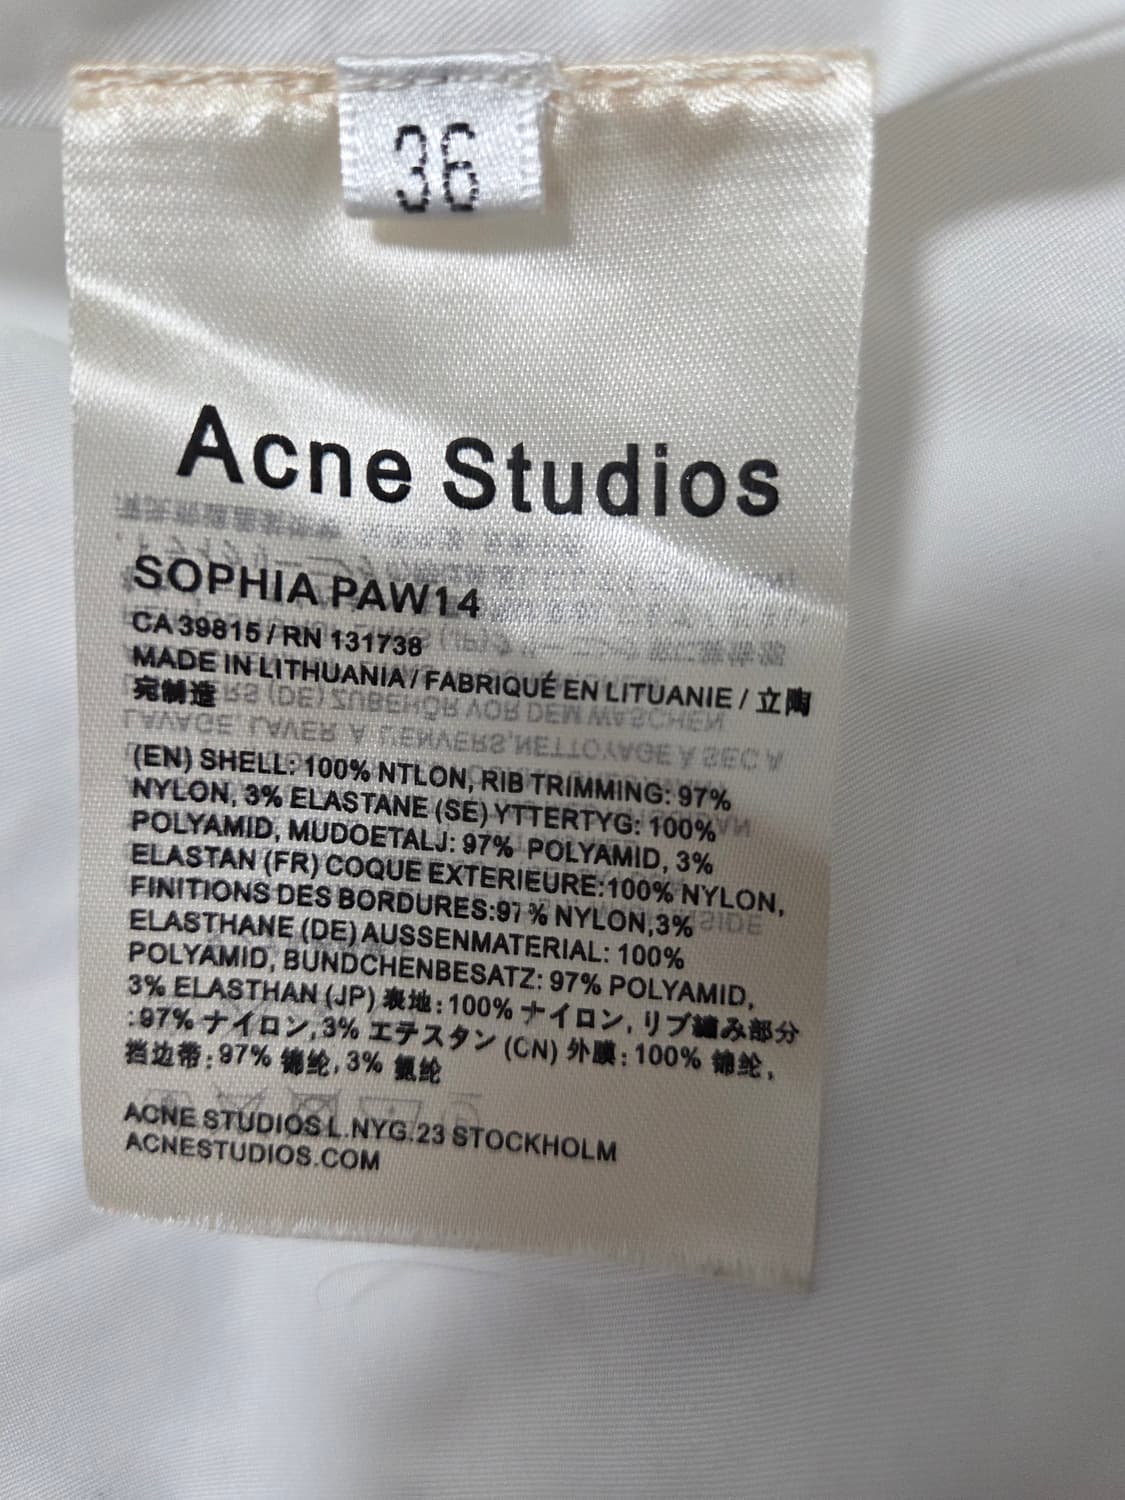 36
Acne Studios
SOPHIA PAW14
CA 39815 / RN 131738
MADE IN LITHUANIA / FABRIQUÉ EN LITUANIE / 立陶
宛制造
(EN) SHELL: 100% NTLON, RIB TRIMMING: 97%
NYLON, 3% ELASTANE (SE) YTTERTYG: 100%
POLYAMID, MUDOETALJ: 97% POLYAMID, 3%
ELASTAN (FR) COQUE EXTERIEURE:100% NYLON,
FINITIONS DES BORDURES:97 % NYLON,3%
ELASTHANE (DE) AUSSENMATERIAL: 100%
POLYAMID, BUNDCHENBESATZ: 97% POLYAMID,
3% ELASTHAN (JP) 表地:100% ナイロン, リブ編み部分
:97% ナイロン,3% エテスタン (CN) 外膜: 100% 锦纶,
挡边带: 97% 锦纶, 3% 氨纶
ACNE STUDIOS L.NYG.23 STOCKHOLM
ACNESTUDIOS.COM